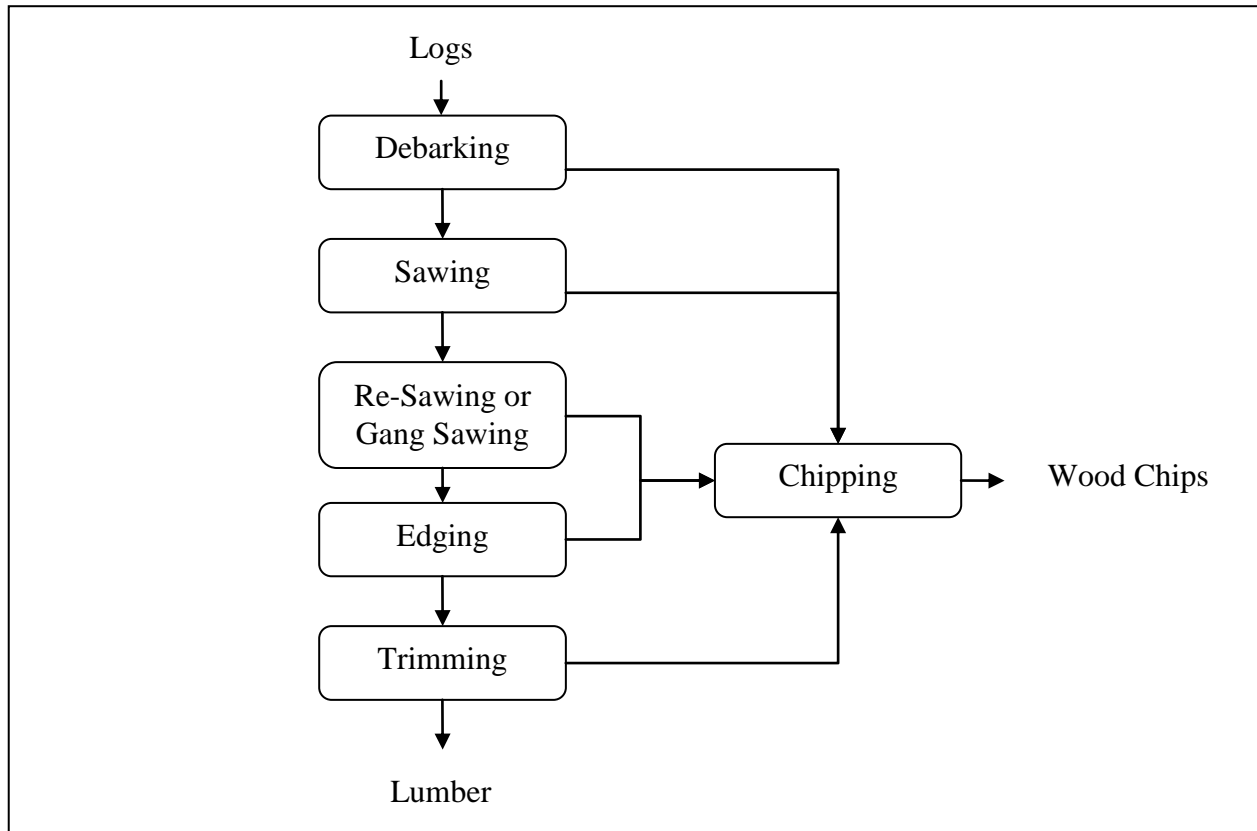 Logs
Debarking
Sawing
Re-Sawing or
Gang Sawing
Chipping
Wood Chips
Edging
Trimming
Lumber